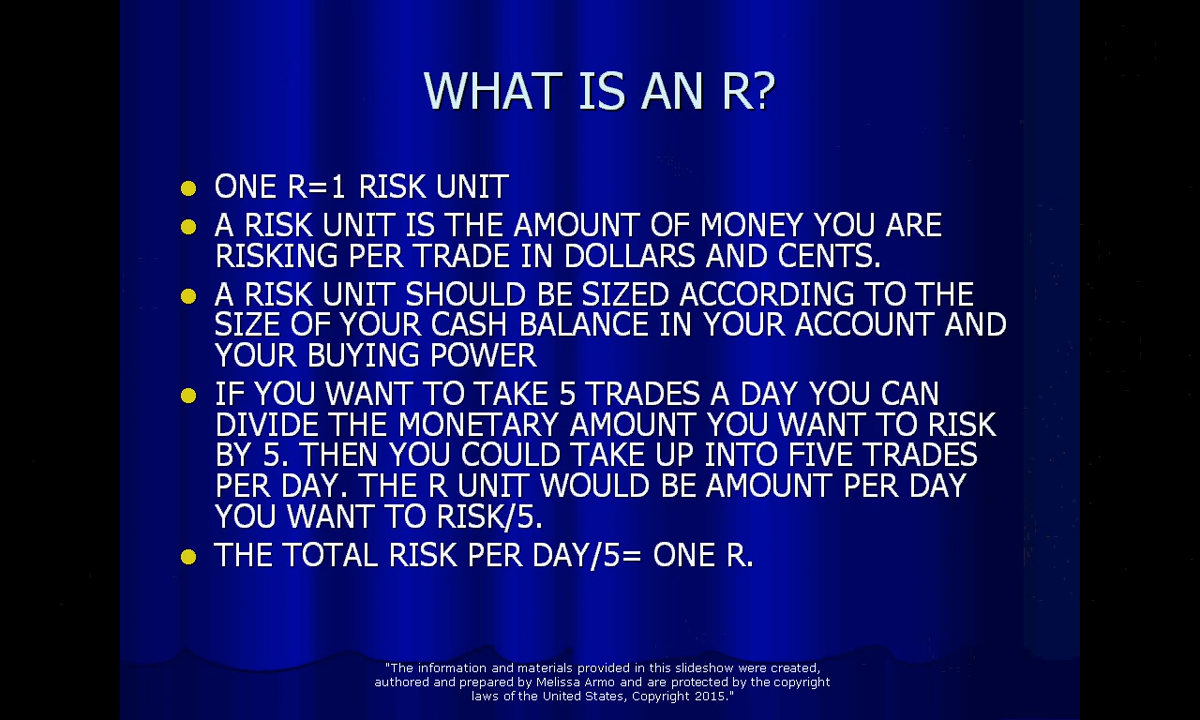 WHAT IS AN R?
ONE R=1 RISK UNIT
A RISK UNIT IS THE AMOUNT OF MONEY YOU ARE
RISKING PER TRADE IN DOLLARS AND CENTS.
A RISK UNIT SHOULD BE SIZED ACCORDING TO THE
SIZE OF YOUR CASH BALANCE IN YOUR ACCOUNT AND
YOUR BUYING POWER
IF YOU WANT TO TAKE 5 TRADES A DAY YOU CAN
DIVIDE THE MONETARY AMOUNT YOU WANT TO RISK
BY 5. THEN YOU COULD TAKE UP INTO FIVE TRADES
PER DAY. THE R UNIT WOULD BE AMOUNT PER DAY
YOU WANT TO RISK/5.
THE TOTAL RISK PER DAY/5= ONE R.
"The information and materials provided in this slideshow were created,
authored and prepared by Melissa Armo and are protected by the copyright
laws of the United States, Copyright 2015."